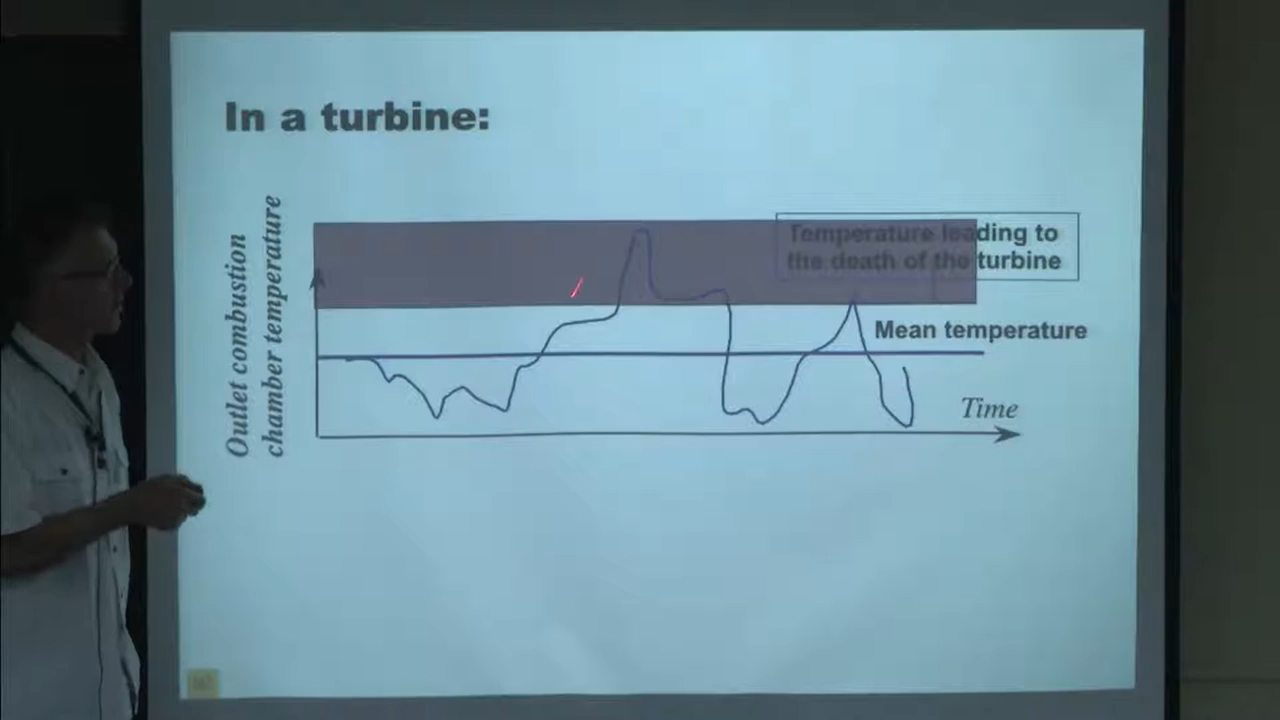 In a turbine:
Outlet combustion
chamber temperature
Temperature leading to
the death of the turbine
Mean temperature
Time